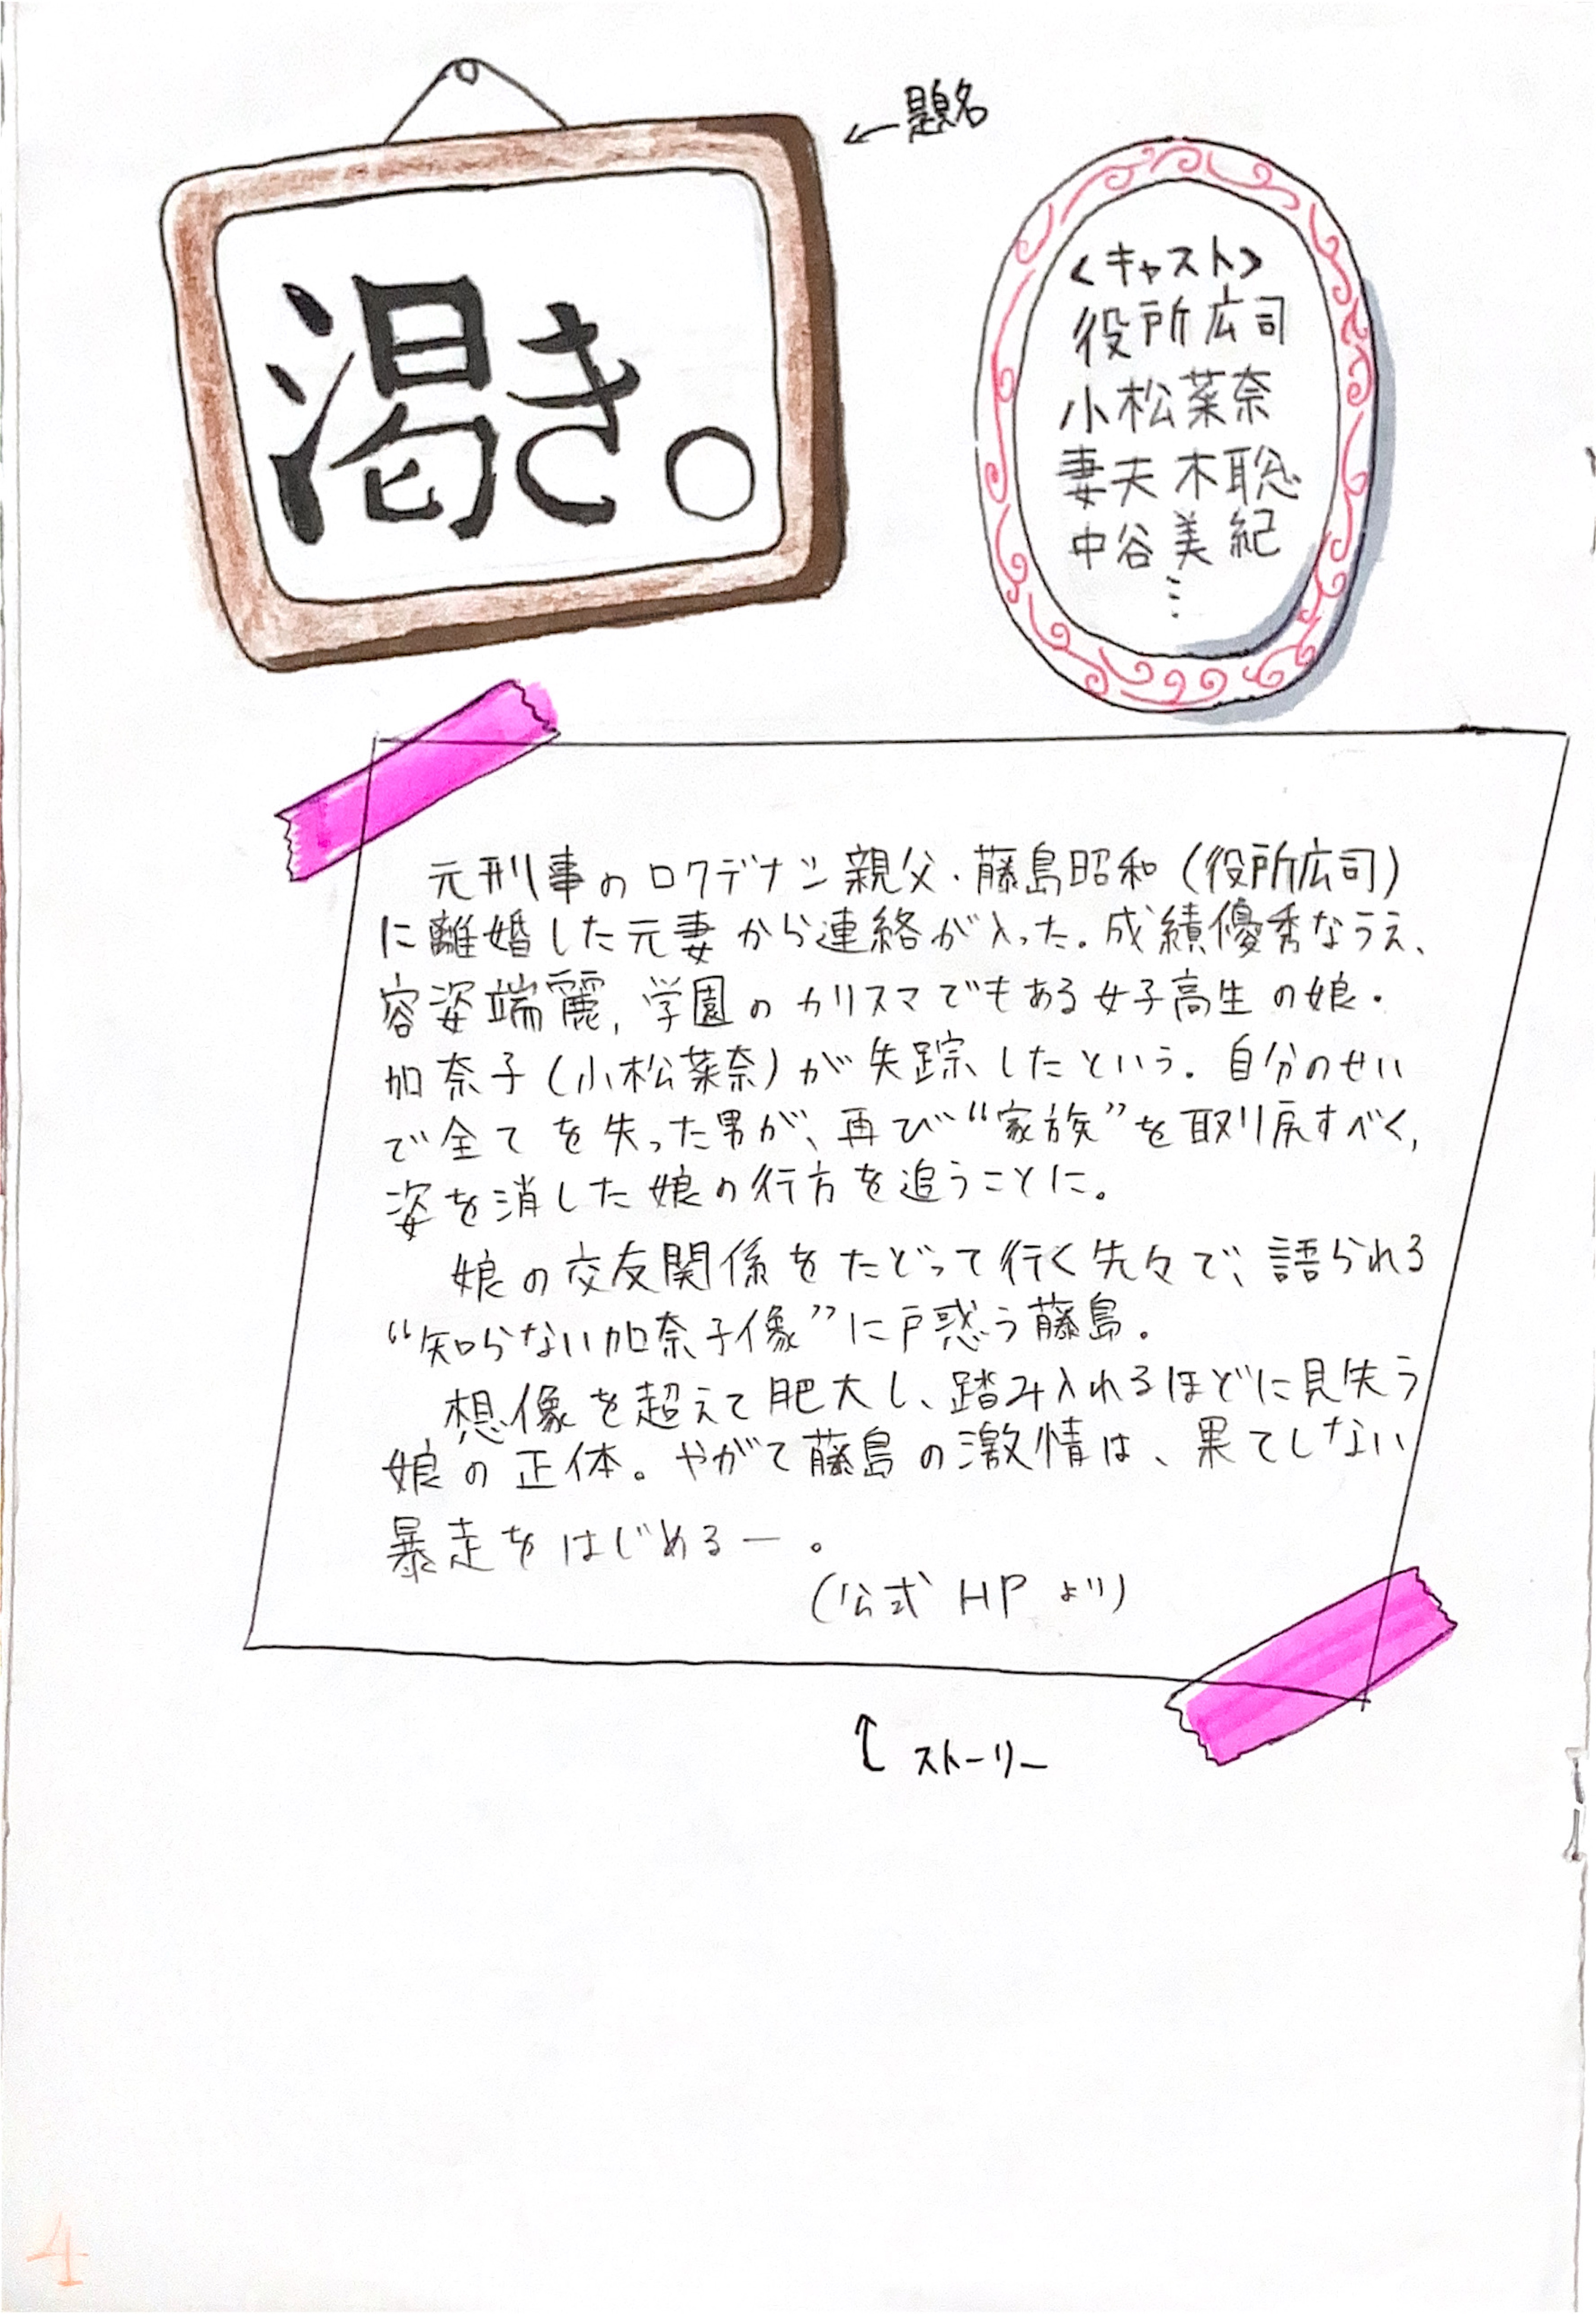 渇き。
←題名
<キャスト>
役所広司
小松菜奈
妻夫木聡
中谷美紀
⋮
元刑事のロクデナシ親父・藤島昭和(役所広司)
に離婚した元妻から連絡が入った。成績優秀なうえ、
容姿端麗,学園のカリスマでもある女子高生の娘・
加奈子(小松菜奈)が失踪したという.自分のせい
で全てを失った男が、再び“家族”を取り戻すべく,
姿を消した娘の行方を追うことに。
娘の交友関係をたどって行く先々で、語られる
“知らない加奈子像”に戸惑う藤島.
想像を超えて肥大し、踏み入れるほどに見失う
娘の正体。やがて藤島の激情は、果てしない
暴走をはじめるー。
(公式HPより)
ストーリー
4